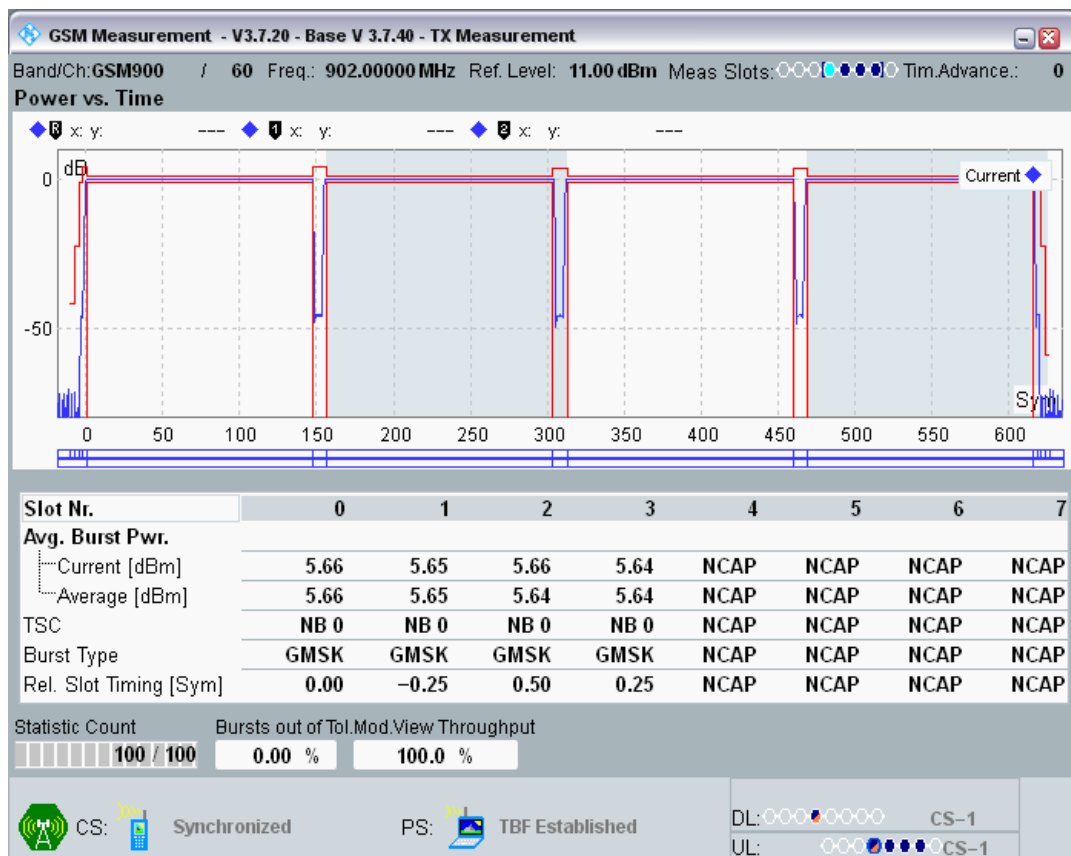 GSM Measurement - V3.7.20 - Base V 3.7.40 - TX Measurement
Band/Ch:GSM900 / 60 Freq.: 902.00000 MHz Ref. Level: 11.00 dBm Meas Slots: Tim.Advance.: 0
Power vs. Time
R x: y: --- 1 x: y: --- 2 x: y: ---
dB
Current
0
-50
Sym
0 50 100 150 200 250 300 350 400 450 500 550 600
Slot Nr. 0 1 2 3 4 5 6 7
Avg. Burst Pwr.
Current [dBm] 5.66 5.65 5.66 5.64 NCAP NCAP NCAP NCAP
Average [dBm] 5.66 5.65 5.64 5.64 NCAP NCAP NCAP NCAP
TSC NB 0 NB 0 NB 0 NB 0 NCAP NCAP NCAP NCAP
Burst Type GMSK GMSK GMSK GMSK NCAP NCAP NCAP NCAP
Rel. Slot Timing [Sym] 0.00 −0.25 0.50 0.25 NCAP NCAP NCAP NCAP
Statistic Count Bursts out of Tol.Mod.View Throughput
100 / 100 0.00 % 100.0 %
CS: Synchronized PS: TBF Established DL: CS−1
UL: CS−1